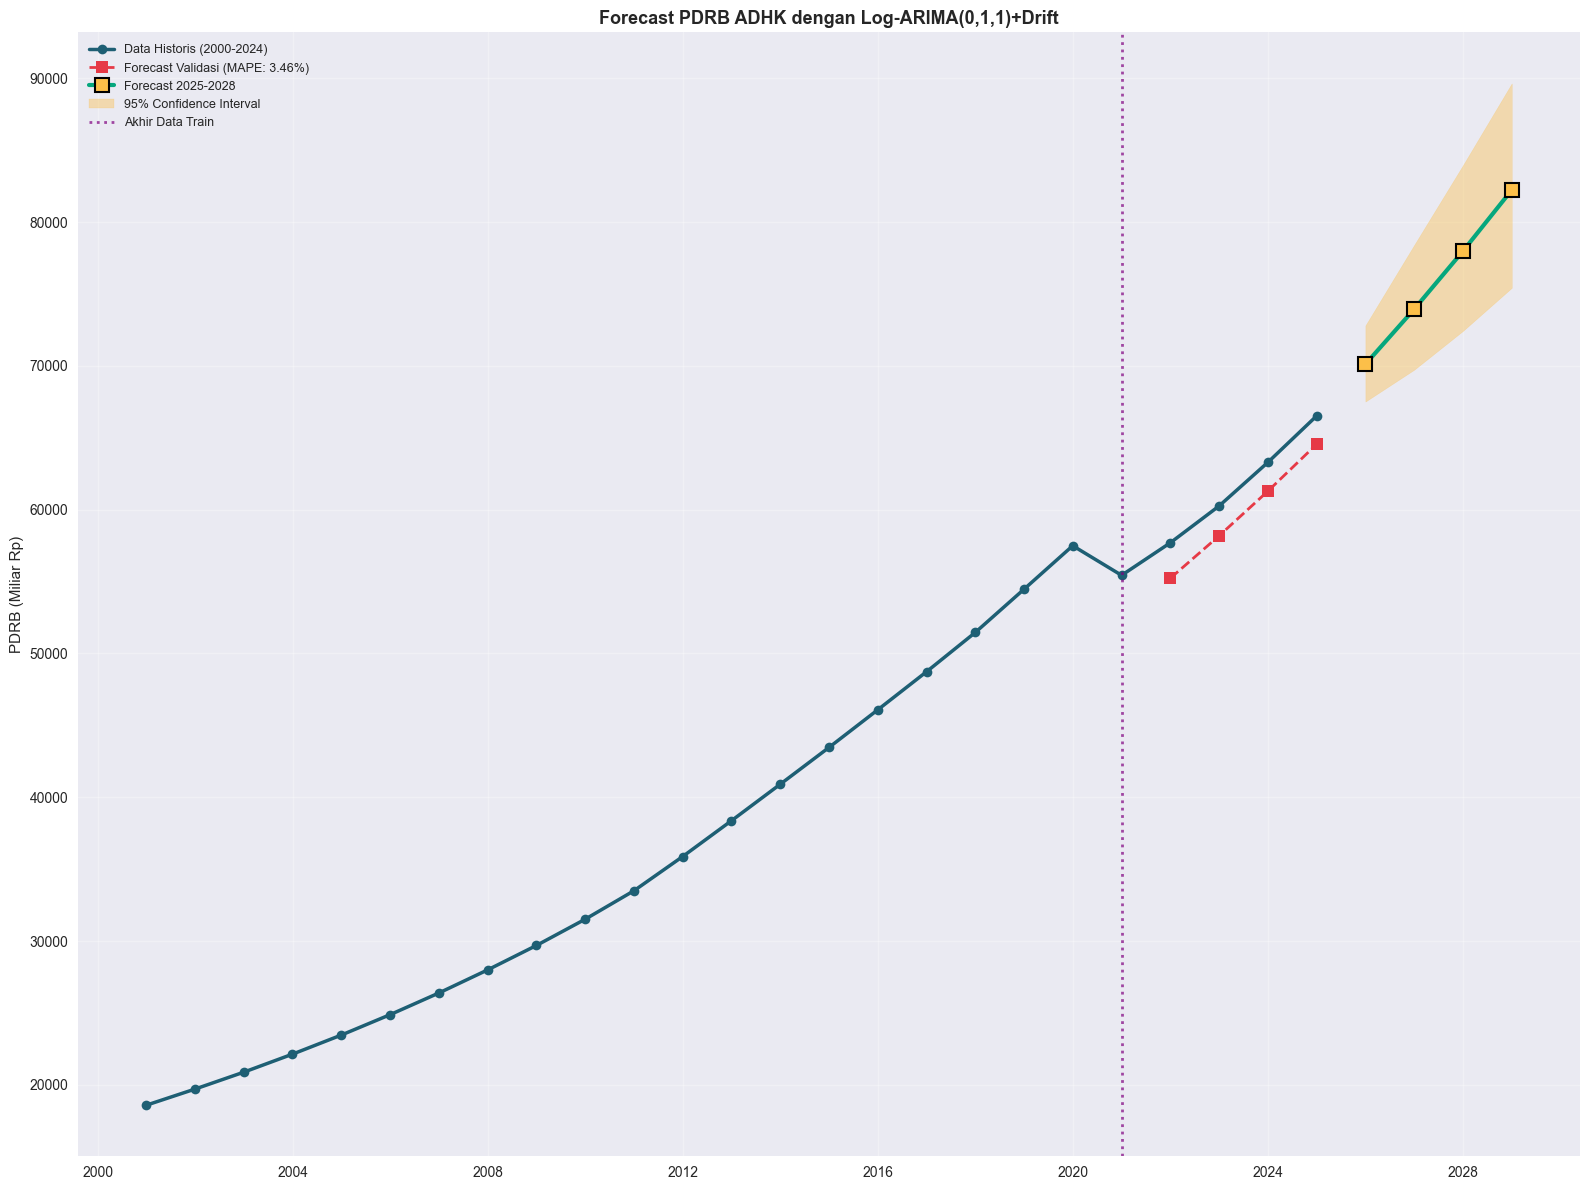 Forecast PDRB ADHK dengan Log-ARIMA(0,1,1)+Drift
Data Historis (2000-2024)
Forecast Validasi (MAPE: 3.46%)
Forecast 2025-2028
95% Confidence Interval
Akhir Data Train
PDRB (Miliar Rp)
90000
80000
70000
60000
50000
40000
30000
20000
2000 2004 2008 2012 2016 2020 2024 2028